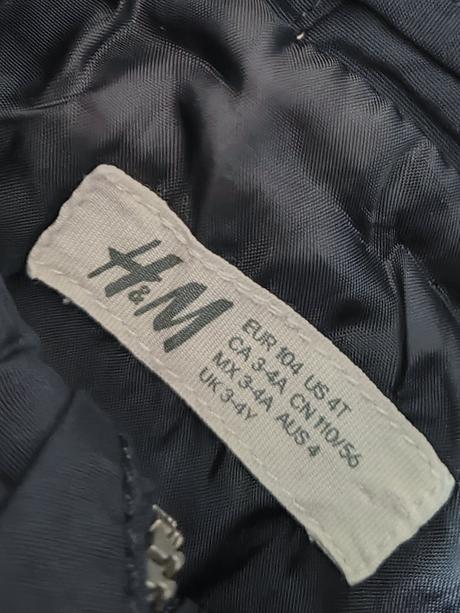 H&M
EUR 104 US 4T
CA 3-4A CN 110/56
MX 3-4A AUS 4
UK 3-4Y